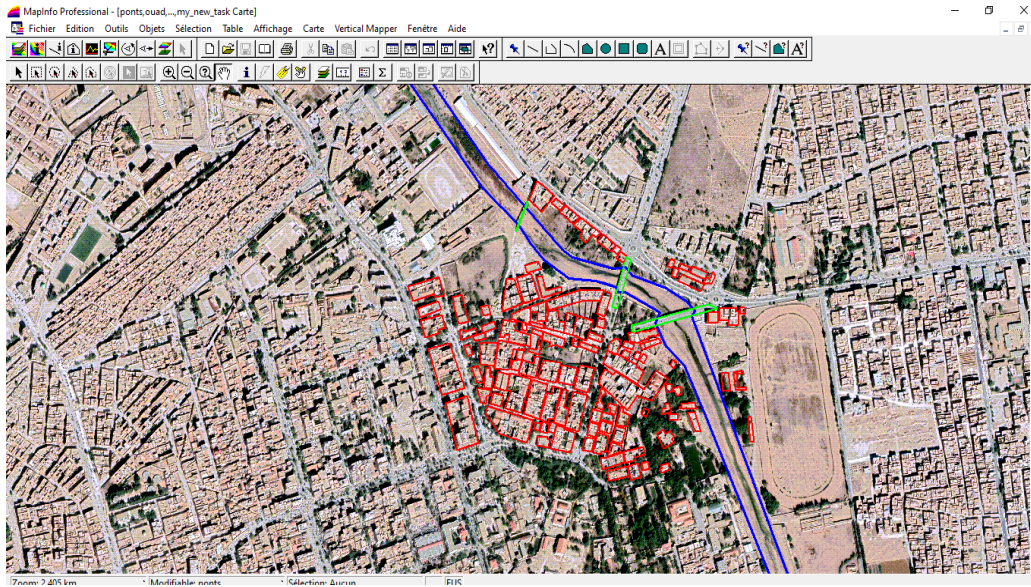 MapInfo Professional - [ponts,ouad,...,my_new_task Carte]
Fichier Edition Outils Objets Sélection Table Affichage Carte Vertical Mapper Fenêtre Aide
Zoom: 2,405 km Modifiable: ponts Sélection: Aucun FUS